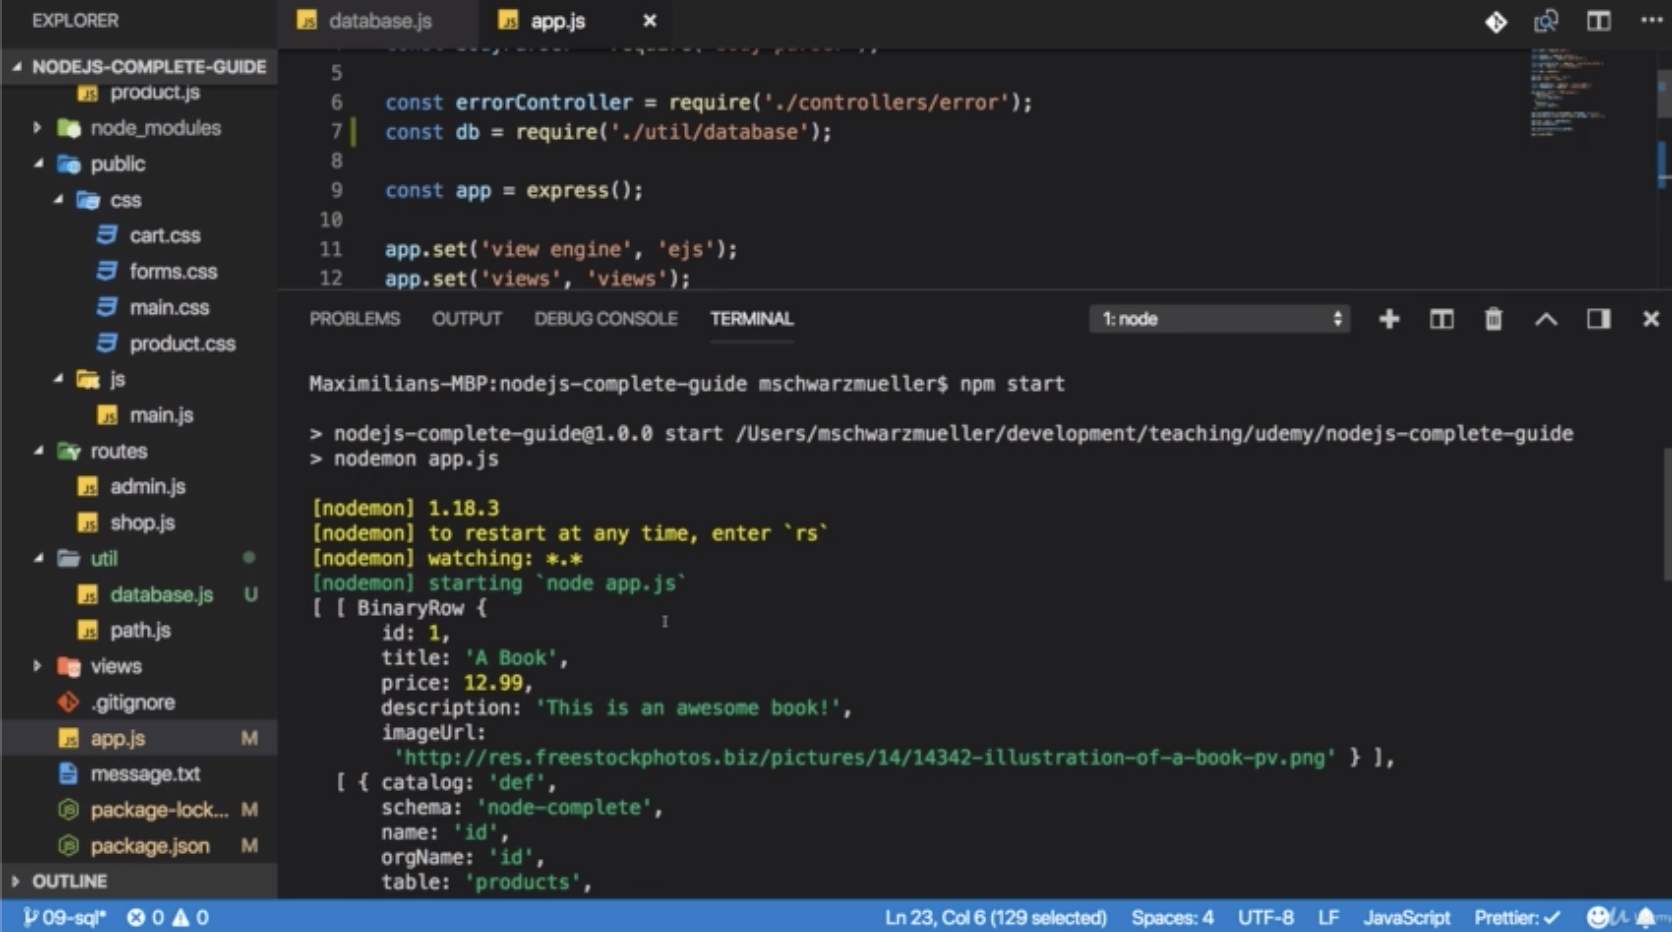 EXPLORER
NODEJS-COMPLETE-GUIDE
product.js
node_modules
public
css
cart.css
forms.css
main.css
product.css
js
main.js
routes
admin.js
shop.js
util
database.js U
path.js
views
.gitignore
app.js M
message.txt
package-lock... M
package.json M
OUTLINE
database.js
app.js
5
6 const errorController = require('./controllers/error');
7 const db = require('./util/database');
8
9 const app = express();
10
11 app.set('view engine', 'ejs');
12 app.set('views', 'views');
PROBLEMS OUTPUT DEBUG CONSOLE TERMINAL 1: node
Maximilians-MBP:nodejs-complete-guide mschwarzmueller$ npm start
> nodejs-complete-guide@1.0.0 start /Users/mschwarzmueller/development/teaching/udemy/nodejs-complete-guide
> nodemon app.js
[nodemon] 1.18.3
[nodemon] to restart at any time, enter `rs`
[nodemon] watching: *.*
[nodemon] starting `node app.js`
[ [ BinaryRow {
id: 1,
title: 'A Book',
price: 12.99,
description: 'This is an awesome book!',
imageUrl:
'http://res.freestockphotos.biz/pictures/14/14342-illustration-of-a-book-pv.png' } ],
[ { catalog: 'def',
schema: 'node-complete',
name: 'id',
orgName: 'id',
table: 'products',
09-sql* 0 0 Ln 23, Col 6 (129 selected) Spaces: 4 UTF-8 LF JavaScript Prettier: ✓